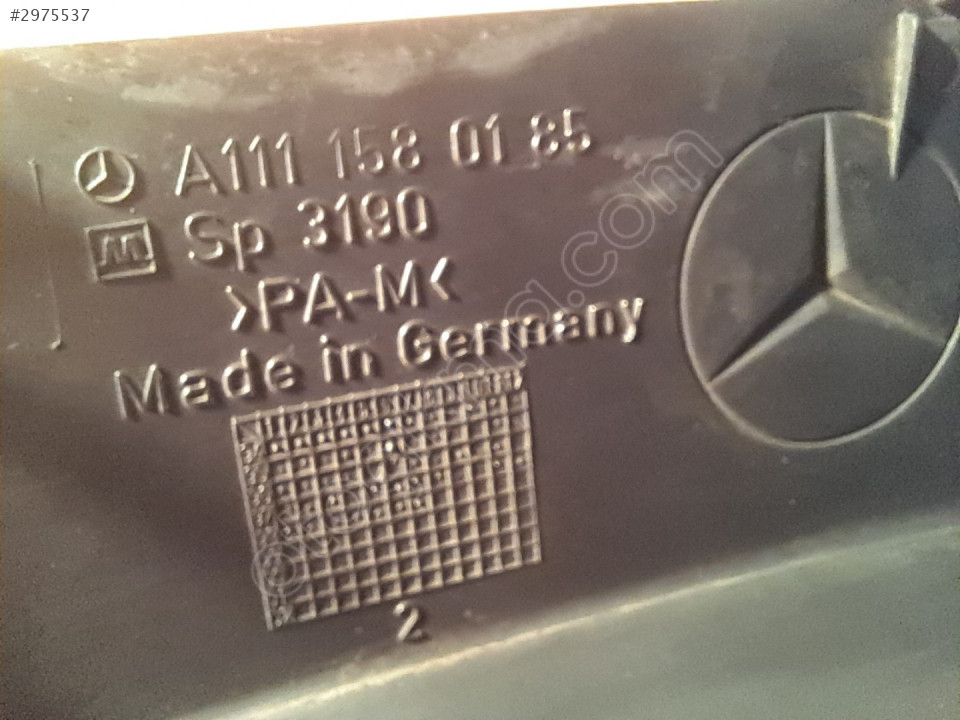 #2975537
A111 158 01 85
Sp 3190
>PA-M<
Made in Germany
2